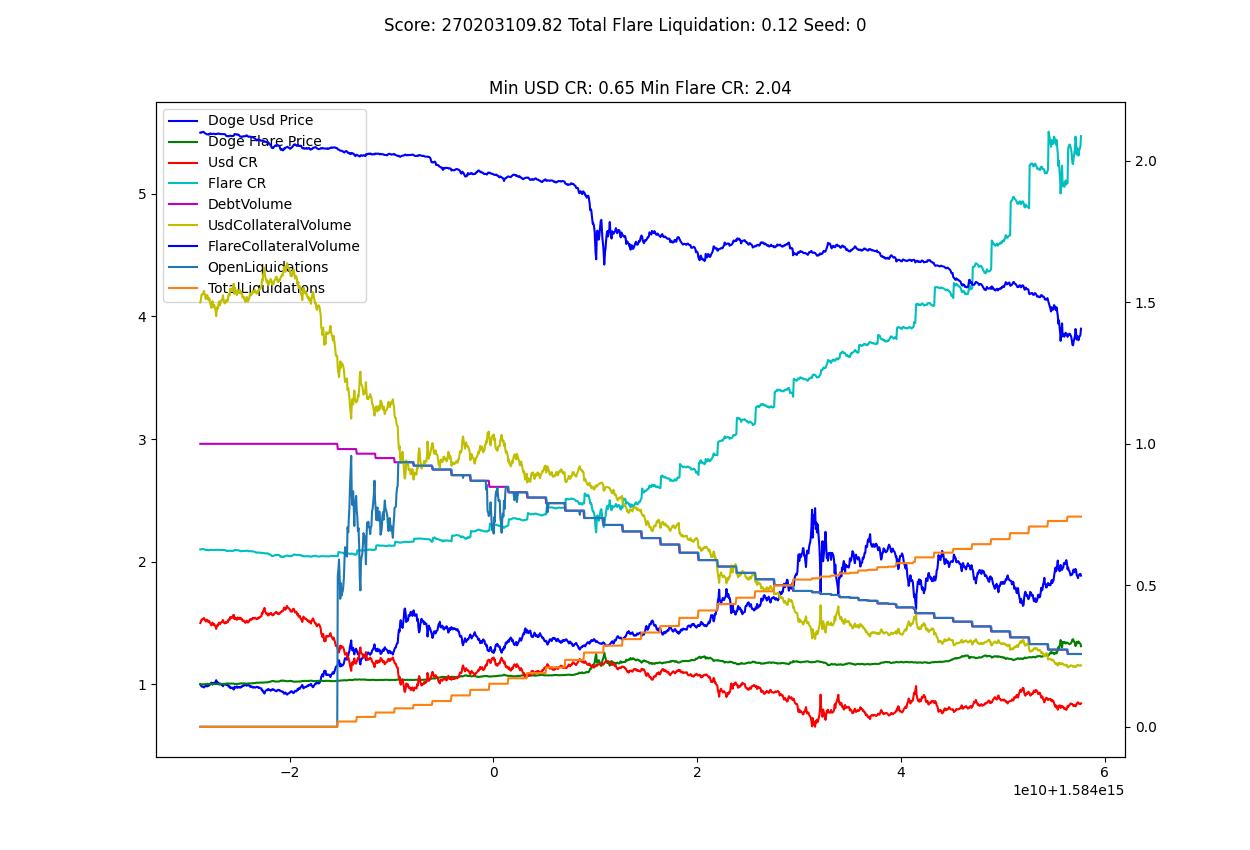 Score: 270203109.82 Total Flare Liquidation: 0.12 Seed: 0
Min USD CR: 0.65 Min Flare CR: 2.04
Doge Usd Price
Doge Flare Price
Usd CR
Flare CR
DebtVolume
UsdCollateralVolume
FlareCollateralVolume
OpenLiquidations
TotalLiquidations
5
4
3
2
1
2.0
1.5
1.0
0.5
0.0
−2
0
2
4
6
1e10+1.584e15